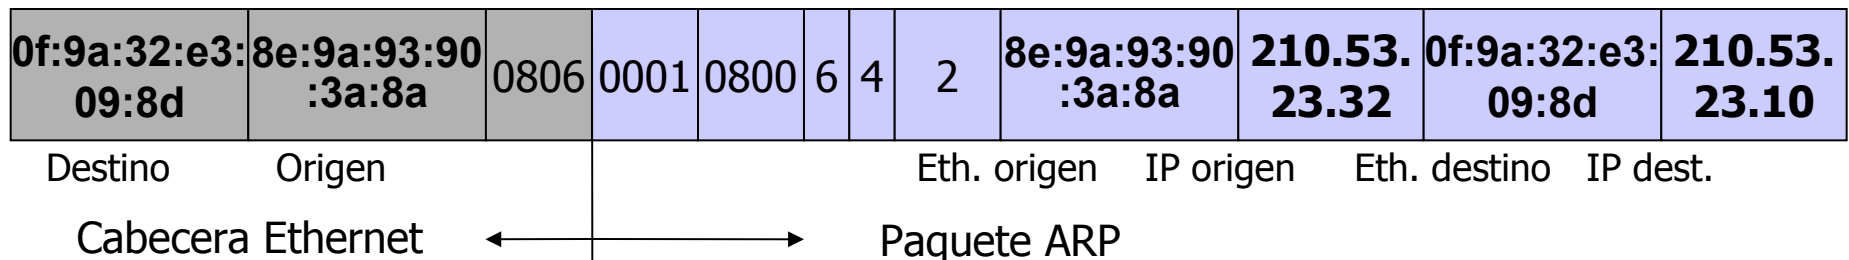 0f:9a:32:e3:
09:8d
8e:9a:93:90
:3a:8a
0806
0001
0800
6
4
2
8e:9a:93:90
:3a:8a
210.53.
23.32
0f:9a:32:e3:
09:8d
210.53.
23.10
Destino
Origen
Eth. origen
IP origen
Eth. destino
IP dest.
Cabecera Ethernet
Paquete ARP